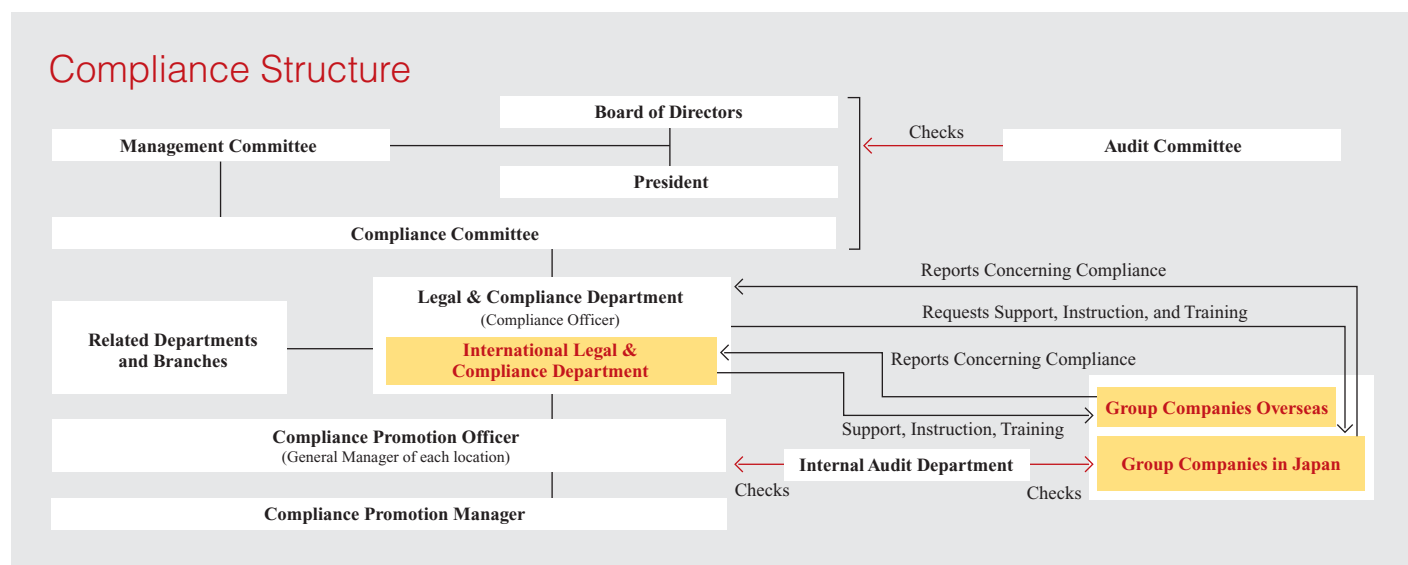 Compliance Structure
Board of Directors
Management Committee
Checks
Audit Committee
President
Compliance Committee
Reports Concerning Compliance
Legal & Compliance Department
(Compliance Officer)
Requests Support, Instruction, and Training
Related Departments
and Branches
International Legal &
Compliance Department
Reports Concerning Compliance
Group Companies Overseas
Support, Instruction, Training
Compliance Promotion Officer
(General Manager of each location)
Internal Audit Department
Group Companies in Japan
Checks
Checks
Compliance Promotion Manager